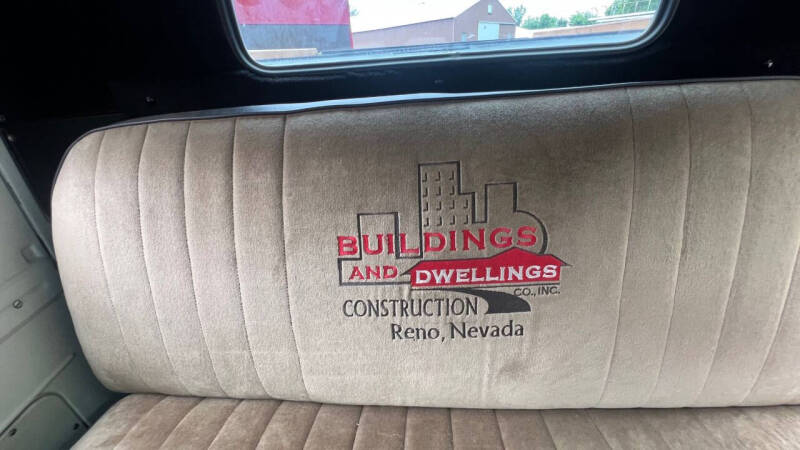 BUILDINGS
AND DWELLINGS
CO., INC.
CONSTRUCTION
Reno, Nevada